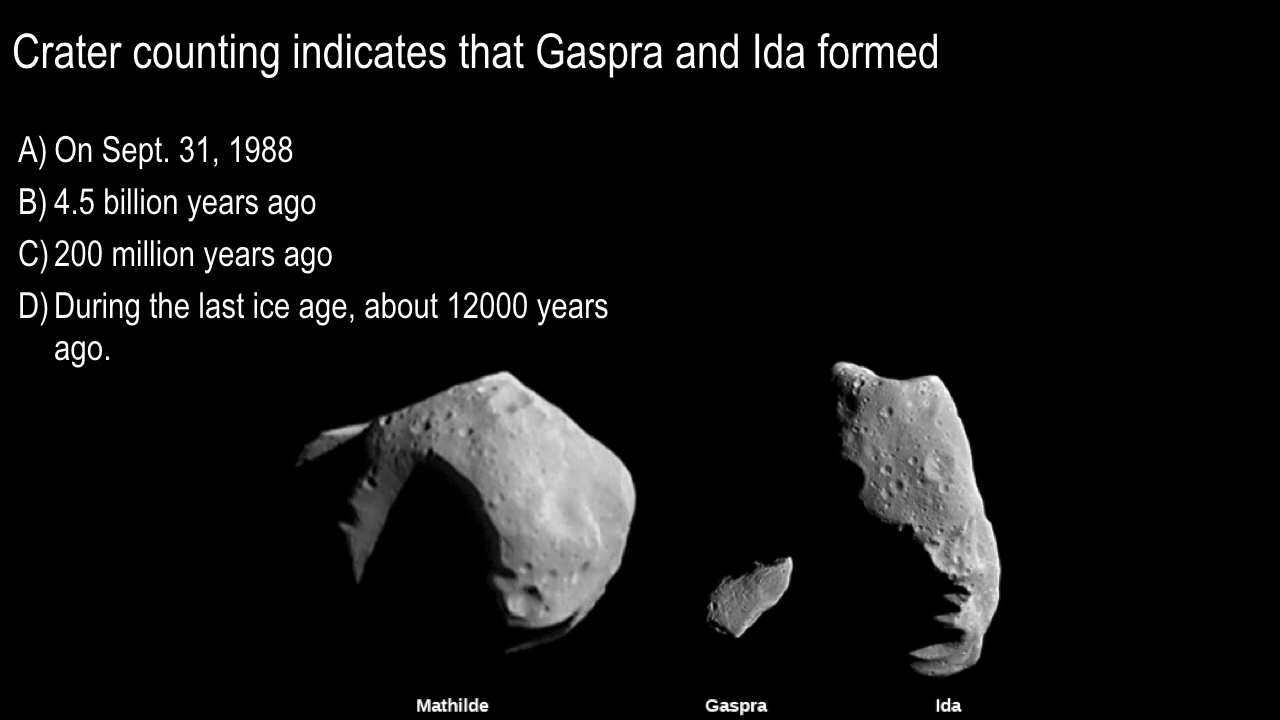 Crater counting indicates that Gaspra and Ida formed
A) On Sept. 31, 1988
B) 4.5 billion years ago
C) 200 million years ago
D) During the last ice age, about 12000 years
ago.
Mathilde Gaspra Ida